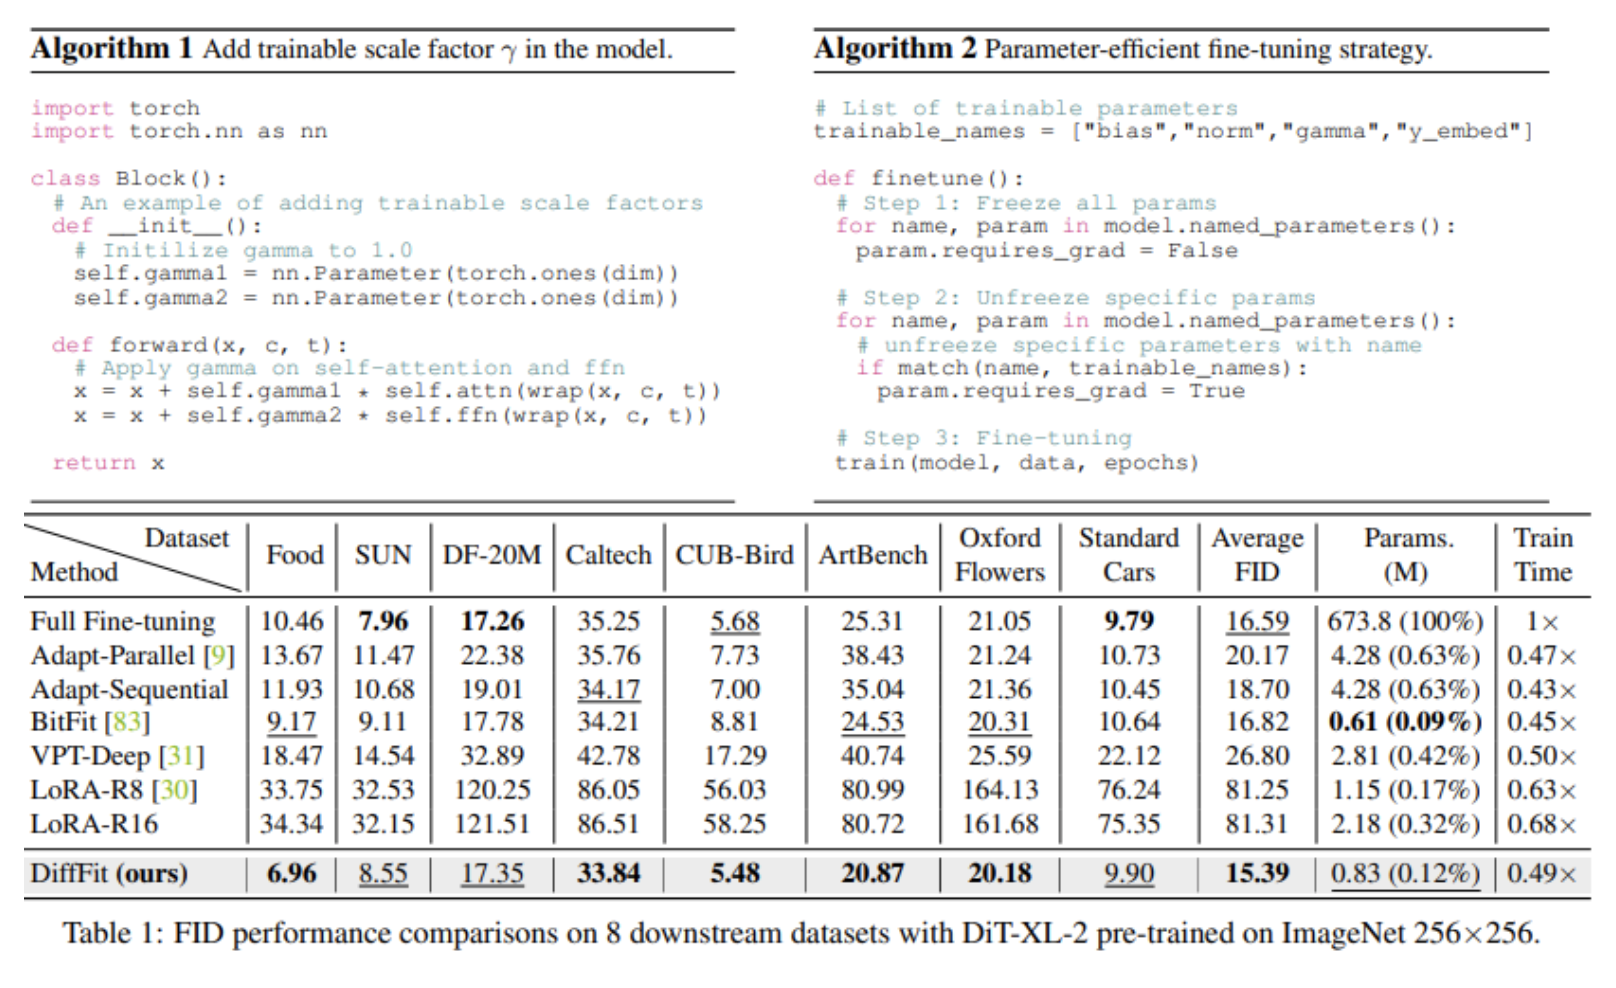 Algorithm 1 Add trainable scale factor γ in the model.
import torch
import torch.nn as nn
class Block():
# An example of adding trainable scale factors
def __init__():
# Initilize gamma to 1.0
self.gamma1 = nn.Parameter(torch.ones(dim))
self.gamma2 = nn.Parameter(torch.ones(dim))
def forward(x, c, t):
# Apply gamma on self-attention and ffn
x = x + self.gamma1 * self.attn(wrap(x, c, t))
x = x + self.gamma2 * self.ffn(wrap(x, c, t))
return x
Algorithm 2 Parameter-efficient fine-tuning strategy.
# List of trainable parameters
trainable_names = ["bias","norm","gamma","y_embed"]
def finetune():
# Step 1: Freeze all params
for name, param in model.named_parameters():
param.requires_grad = False
# Step 2: Unfreeze specific params
for name, param in model.named_parameters():
# unfreeze specific parameters with name
if match(name, trainable_names):
param.requires_grad = True
# Step 3: Fine-tuning
train(model, data, epochs)
Dataset Method Food SUN DF-20M Caltech CUB-Bird ArtBench Oxford Flowers Standard Cars Average FID Params. (M) Train Time
Full Fine-tuning 10.46 7.96 17.26 35.25 5.68 25.31 21.05 9.79 16.59 673.8 (100%) 1×
Adapt-Parallel [9] 13.67 11.47 22.38 35.76 7.73 38.43 21.24 10.73 20.17 4.28 (0.63%) 0.47×
Adapt-Sequential 11.93 10.68 19.01 34.17 7.00 35.04 21.36 10.45 18.70 4.28 (0.63%) 0.43×
BitFit [83] 9.17 9.11 17.78 34.21 8.81 24.53 20.31 10.64 16.82 0.61 (0.09%) 0.45×
VPT-Deep [31] 18.47 14.54 32.89 42.78 17.29 40.74 25.59 22.12 26.80 2.81 (0.42%) 0.50×
LoRA-R8 [30] 33.75 32.53 120.25 86.05 56.03 80.99 164.13 76.24 81.25 1.15 (0.17%) 0.63×
LoRA-R16 34.34 32.15 121.51 86.51 58.25 80.72 161.68 75.35 81.31 2.18 (0.32%) 0.68×
DiffFit (ours) 6.96 8.55 17.35 33.84 5.48 20.87 20.18 9.90 15.39 0.83 (0.12%) 0.49×
Table 1: FID performance comparisons on 8 downstream datasets with DiT-XL-2 pre-trained on ImageNet 256×256.